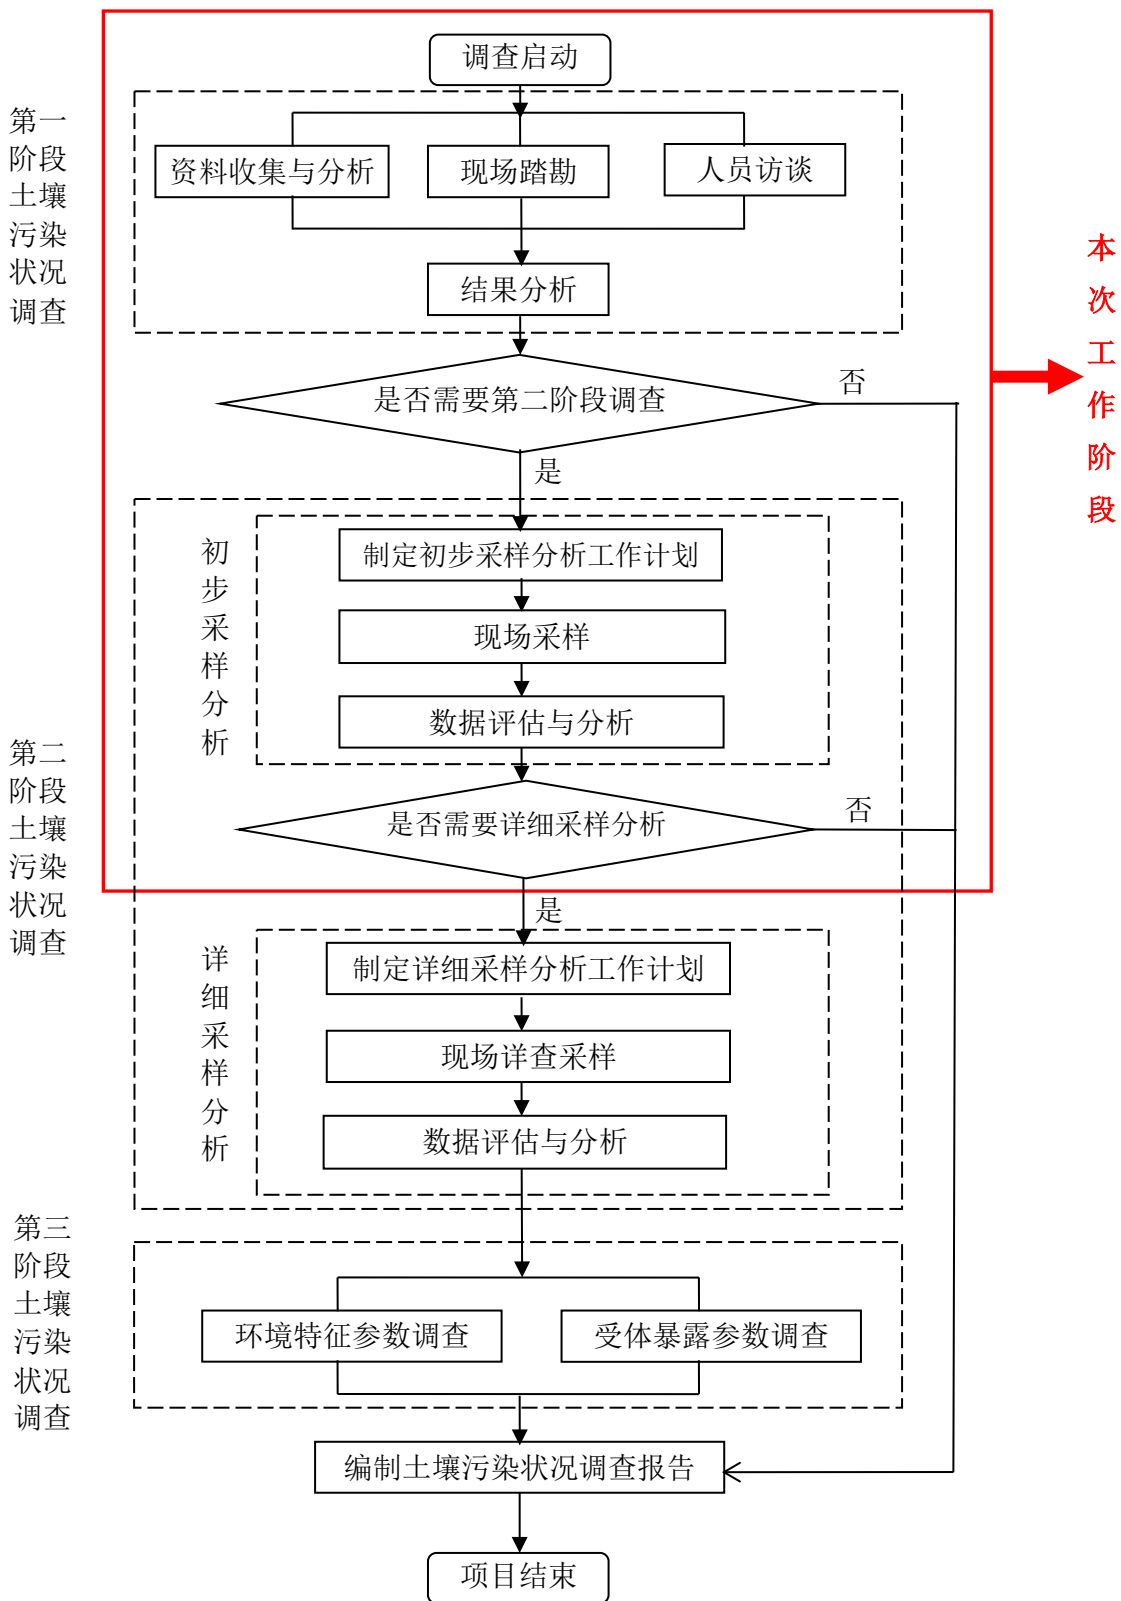 调查启动
第一
阶段
土壤
污染
状况
调查
资料收集与分析
现场踏勘
人员访谈
结果分析
本
次
工
作
阶
段
是否需要第二阶段调查
否
是
第二
阶段
土壤
污染
状况
调查
初
步
采
样
分
析
制定初步采样分析工作计划
现场采样
数据评估与分析
是否需要详细采样分析
否
是
详
细
采
样
分
析
制定详细采样分析工作计划
现场详查采样
数据评估与分析
第三
阶段
土壤
污染
状况
调查
环境特征参数调查
受体暴露参数调查
编制土壤污染状况调查报告
项目结束